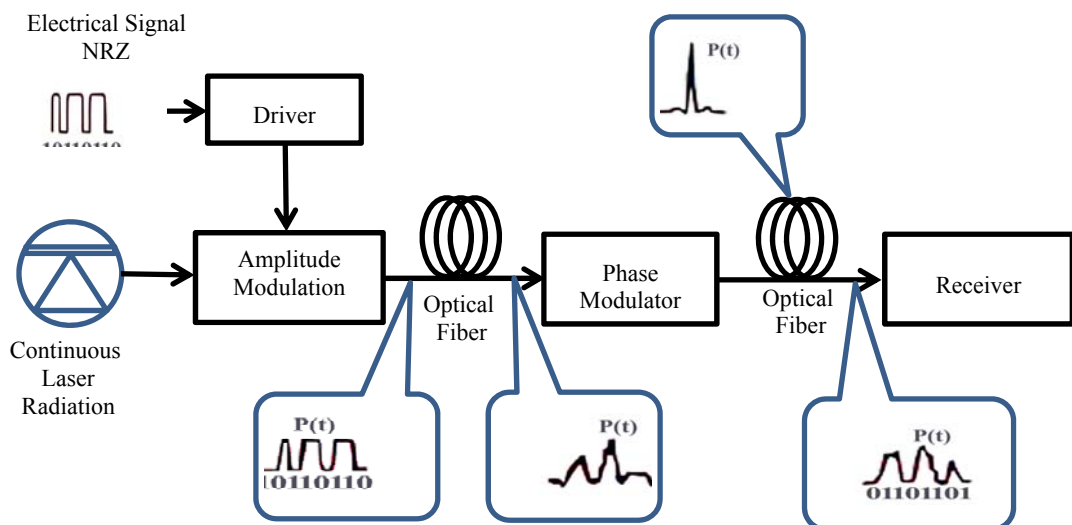 Electrical Signal
NRZ
10110110
Driver
P(t)
Amplitude
Modulation
Optical
Fiber
Phase
Modulator
Optical
Fiber
Receiver
Continuous
Laser
Radiation
P(t)
10110110
P(t)
P(t)
01101101